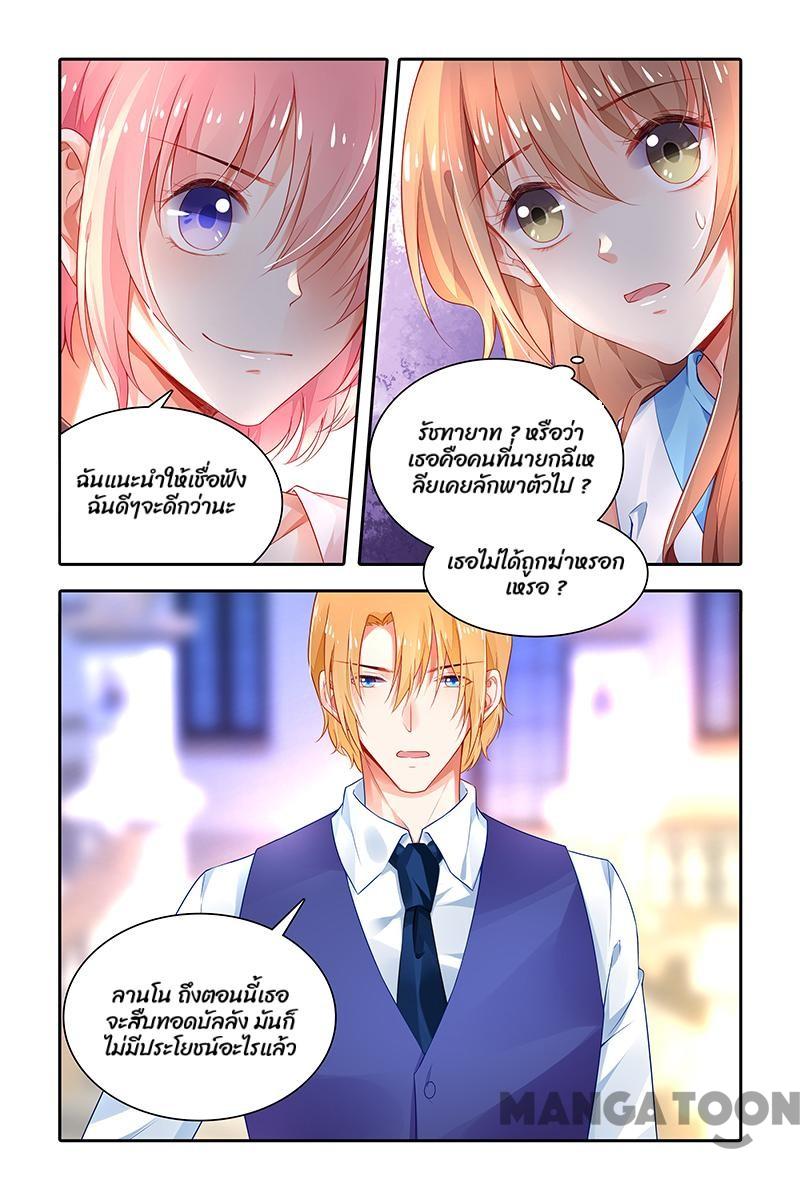 ฉันแนะนำให้เชื่อฟัง
ฉันดีๆจะดีกว่านะ
รัชทายาท ? หรือว่า
เธอคือคนที่นายกฉีเห
ลียเคยลักพาตัวไป ?
เธอไม่ได้ถูกฆ่าหรอก
เหรอ ?
ลานโน ถึงตอนนี้เธอ
จะสืบทอดบัลลัง มันก็
ไม่มีประโยชน์อะไรแล้ว
MANGATOON